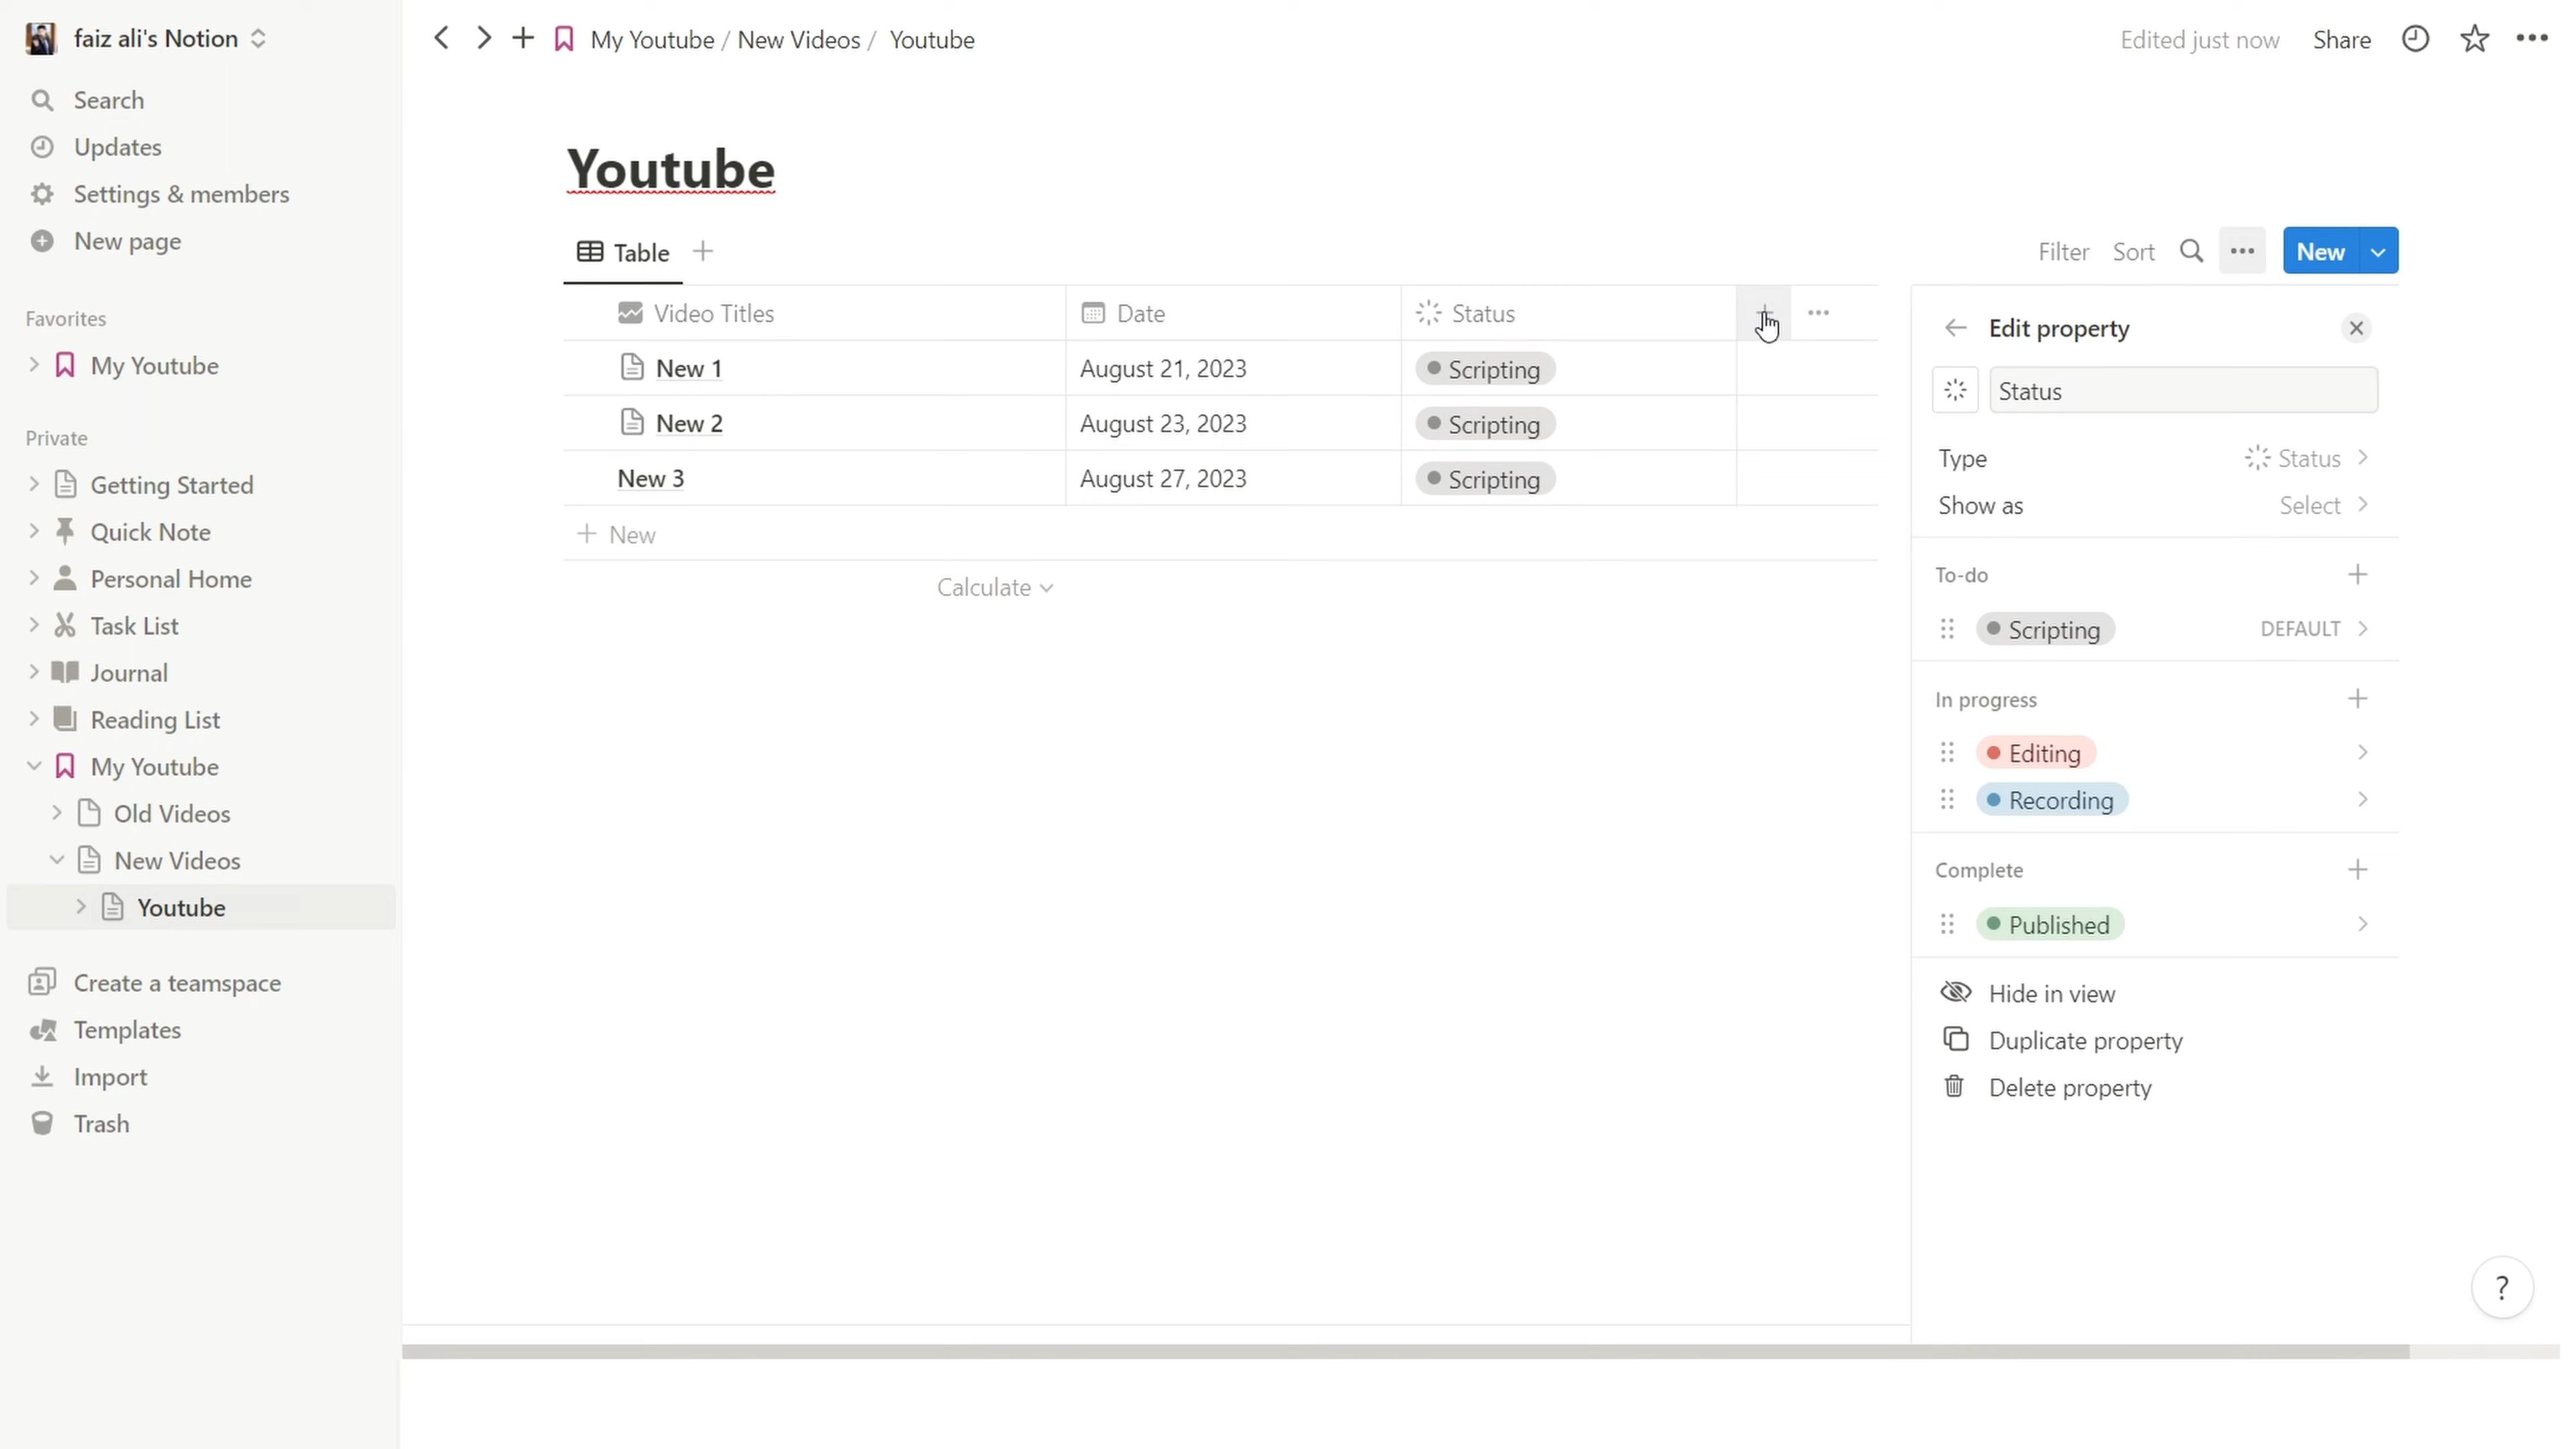 faiz ali's Notion
Search
Updates
Settings & members
New page
Favorites
My Youtube
Private
Getting Started
Quick Note
Personal Home
Task List
Journal
Reading List
My Youtube
Old Videos
New Videos
Youtube
Create a teamspace
Templates
Import
Trash
My Youtube / New Videos / Youtube
Edited just now Share
Youtube
Table
Filter Sort New
Video Titles Date Status
New 1 August 21, 2023 Scripting
New 2 August 23, 2023 Scripting
New 3 August 27, 2023 Scripting
+ New
Calculate
Edit property
Status
Type Status
Show as Select
To-do
Scripting DEFAULT
In progress
Editing
Recording
Complete
Published
Hide in view
Duplicate property
Delete property
?